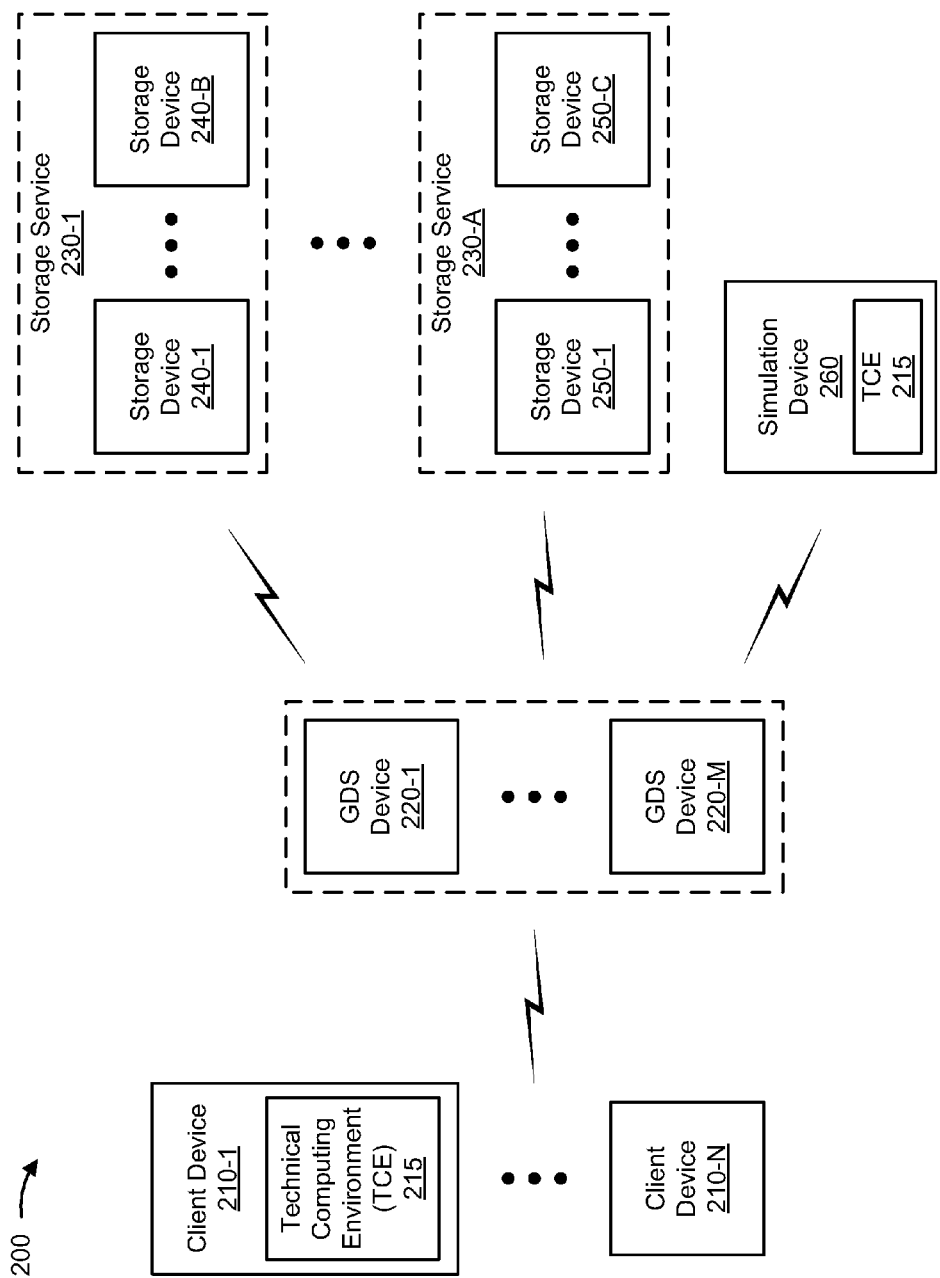 200
Client Device
210-1
Technical
Computing
Environment
(TCE)
215
Client
Device
210-N
GDS
Device
220-1
GDS
Device
220-M
Storage Service
230-1
Storage
Device
240-1
Storage
Device
240-B
Storage Service
230-A
Storage
Device
250-1
Storage
Device
250-C
Simulation
Device
260
TCE
215